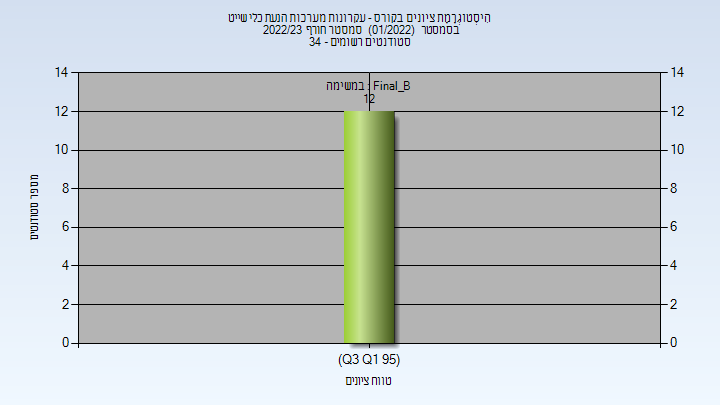 היסטוגרמת ציונים בקורס - עקרונות מערכות הנעת כלי שייט
בסמסטר (01/2022) סמסטר חורף 2022/23
סטודנטים רשומים - 34
במשימה : Final_B
12
14 14
12 12
10 10
8 8
6 6
4 4
2 2
0 0
מספר סטודנטים
(Q3 Q1 95)
טווח ציונים